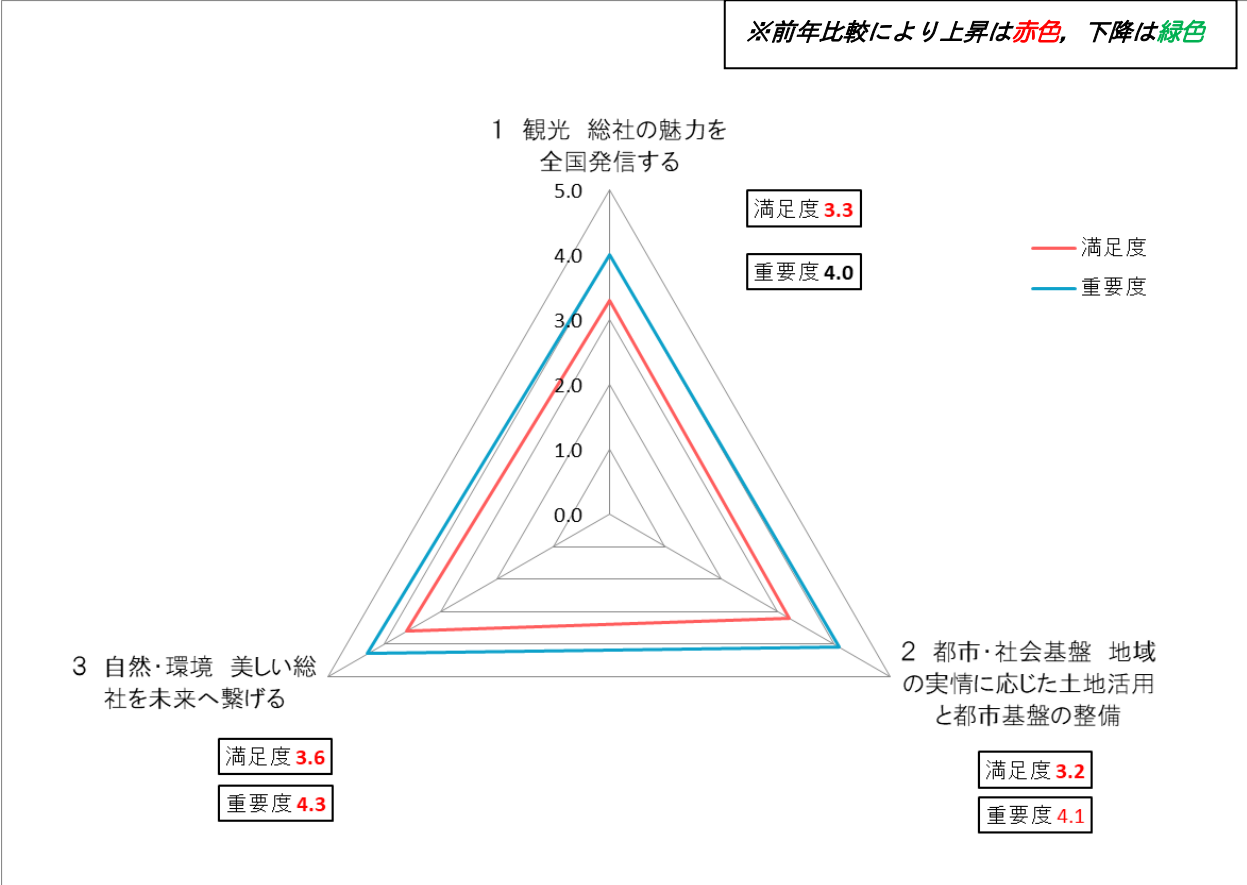 ※前年比較により上昇は赤色，下降は緑色
1　観光　総社の魅力を
全国発信する
5.0
満足度 3.3
満足度
4.0
重要度 4.0
重要度
3.0
2.0
1.0
0.0
3　自然・環境　美しい総
社を未来へ繋げる
2　都市・社会基盤　地域
の実情に応じた土地活用
と都市基盤の整備
満足度 3.6
重要度 4.3
満足度 3.2
重要度 4.1